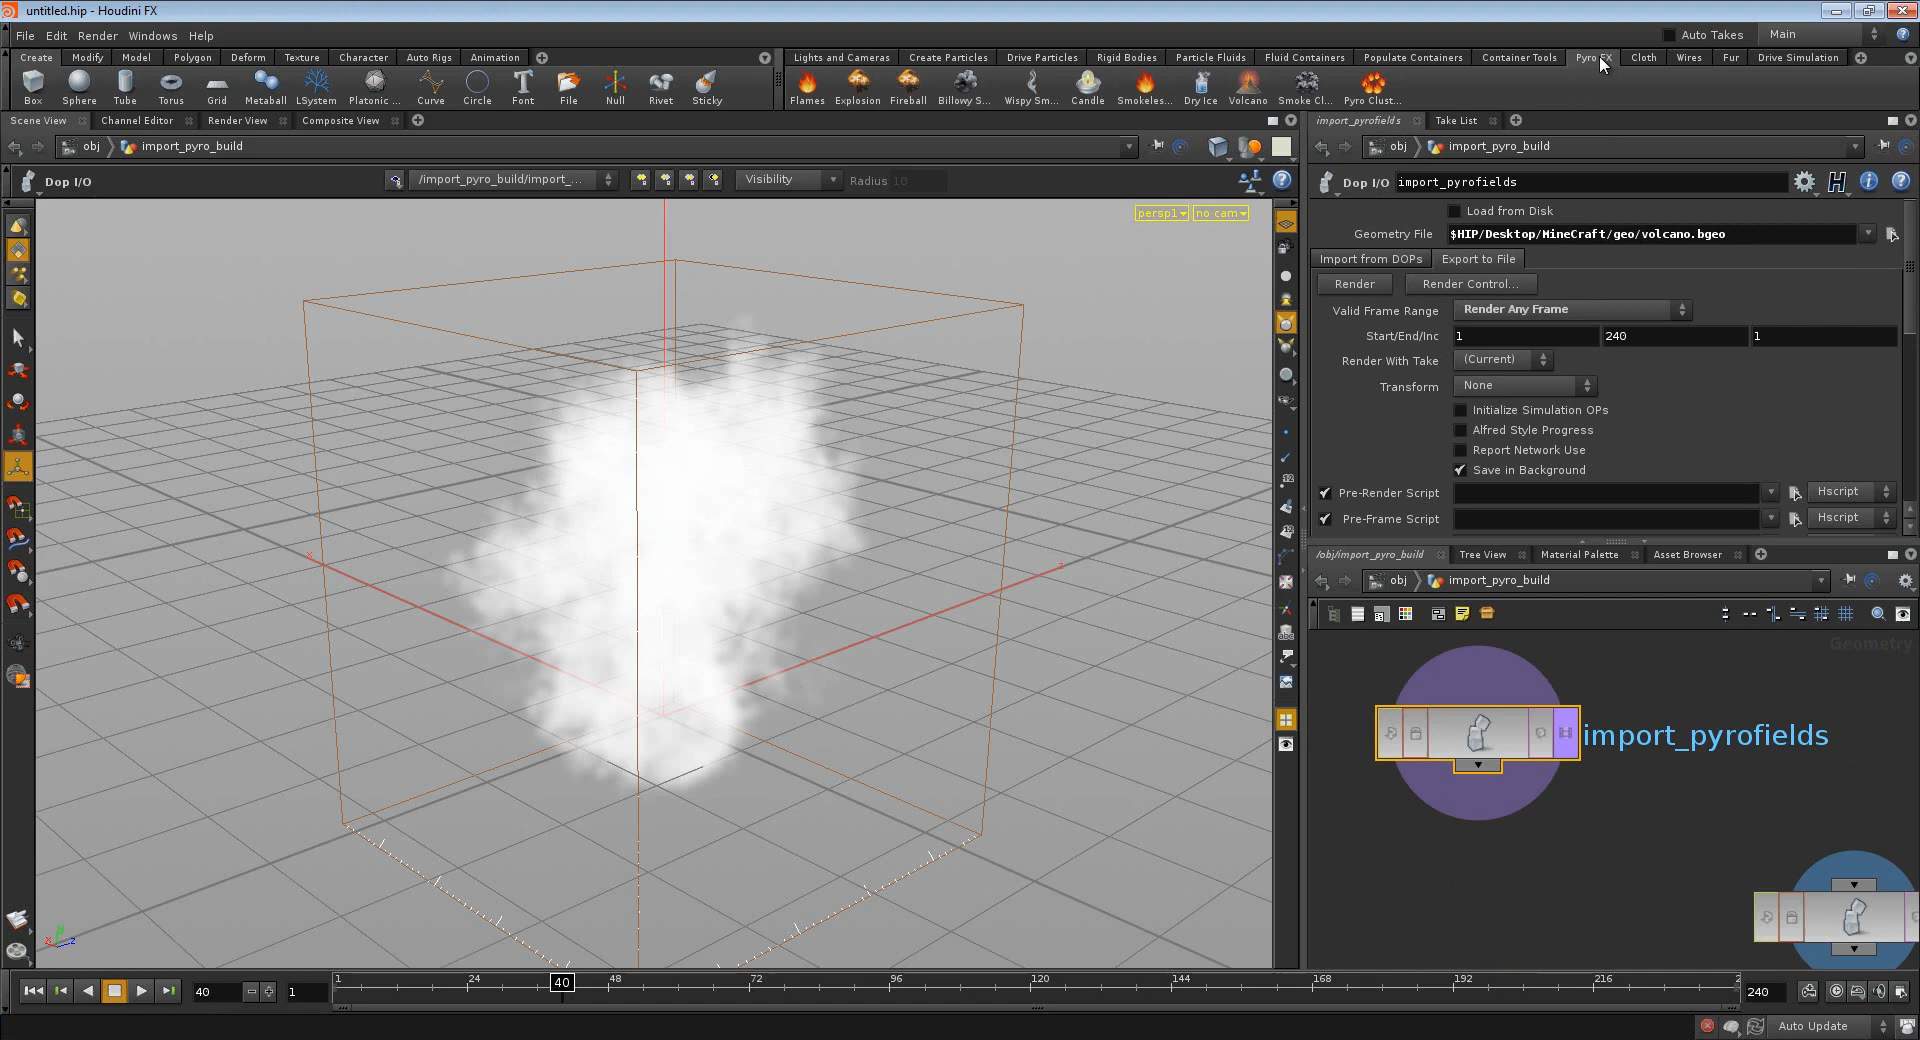 untitled.hip - Houdini FX
File Edit Render Windows Help
Auto Takes Main
Create Modify Model Polygon Deform Texture Character Auto Rigs Animation
Lights and Cameras Create Particles Drive Particles Rigid Bodies Particle Fluids Fluid Containers Populate Containers Container Tools Pyro FX Cloth Wires Fur Drive Simulation
Box Sphere Tube Torus Grid Metaball LSystem Platonic ... Curve Circle Font File Null Rivet Sticky
Flames Explosion Fireball Billowy S... Wispy Sm... Candle Smokeles... Dry Ice Volcano Smoke Cl... Pyro Clust...
Scene View Channel Editor Render View Composite View
import_pyrofields Take List
obj import_pyro_build
obj import_pyro_build
Dop I/O /import_pyro_build/import_... Visibility Radius 10
Dop I/O import_pyrofields
persp1 no cam
Load from Disk
Geometry File $HIP/Desktop/MineCraft/geo/volcano.bgeo
Import from DOPs Export to File
Render Render Control...
Valid Frame Range Render Any Frame
Start/End/Inc 1 240 1
Render With Take (Current)
Transform None
Initialize Simulation OPs
Alfred Style Progress
Report Network Use
Save in Background
Pre-Render Script Hscript
Pre-Frame Script Hscript
/obj/import_pyro_build Tree View Material Palette Asset Browser
obj import_pyro_build
Geometry
import_pyrofields
x
z
x z
1 24 40 48 72 96 120 144 168 192 216 2
40 1 240
Auto Update